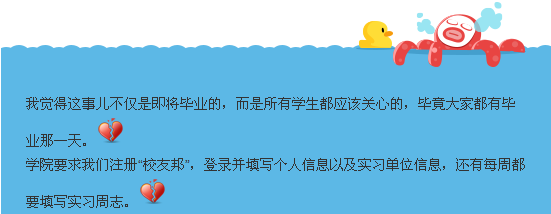 我觉得这事儿不仅是即将毕业的，而是所有学生都应该关心的，毕竟大家都有毕
业那一天。
学院要求我们注册“校友邦”，登录并填写个人信息以及实习单位信息，还有每周都
要填写实习周志。